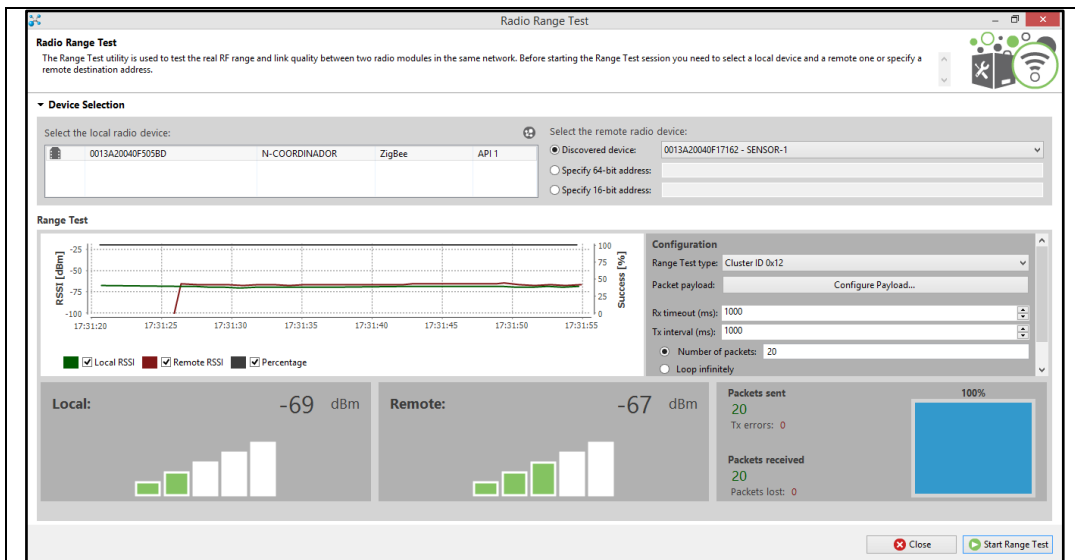 Radio Range Test
Radio Range Test
The Range Test utility is used to test the real RF range and link quality between two radio modules in the same network. Before starting the Range Test session you need to select a local device and a remote one or specify a
remote destination address.
Device Selection
Select the local radio device:
0013A20040F505BD N-COORDINADOR ZigBee API 1
Select the remote radio device:
Discovered device: 0013A20040F17162 - SENSOR-1
Specify 64-bit address:
Specify 16-bit address:
Range Test
RSSI [dBm]
-25
-50
-75
-100
100
75
50
25
0
Success [%]
17:31:20 17:31:25 17:31:30 17:31:35 17:31:40 17:31:45 17:31:50 17:31:55
Local RSSI Remote RSSI Percentage
Configuration
Range Test type: Cluster ID 0x12
Packet payload: Configure Payload...
Rx timeout (ms): 1000
Tx interval (ms): 1000
Number of packets: 20
Loop infinitely
Local: -69 dBm
Remote: -67 dBm
Packets sent
20
Tx errors: 0
Packets received
20
Packets lost: 0
100%
Close Start Range Test